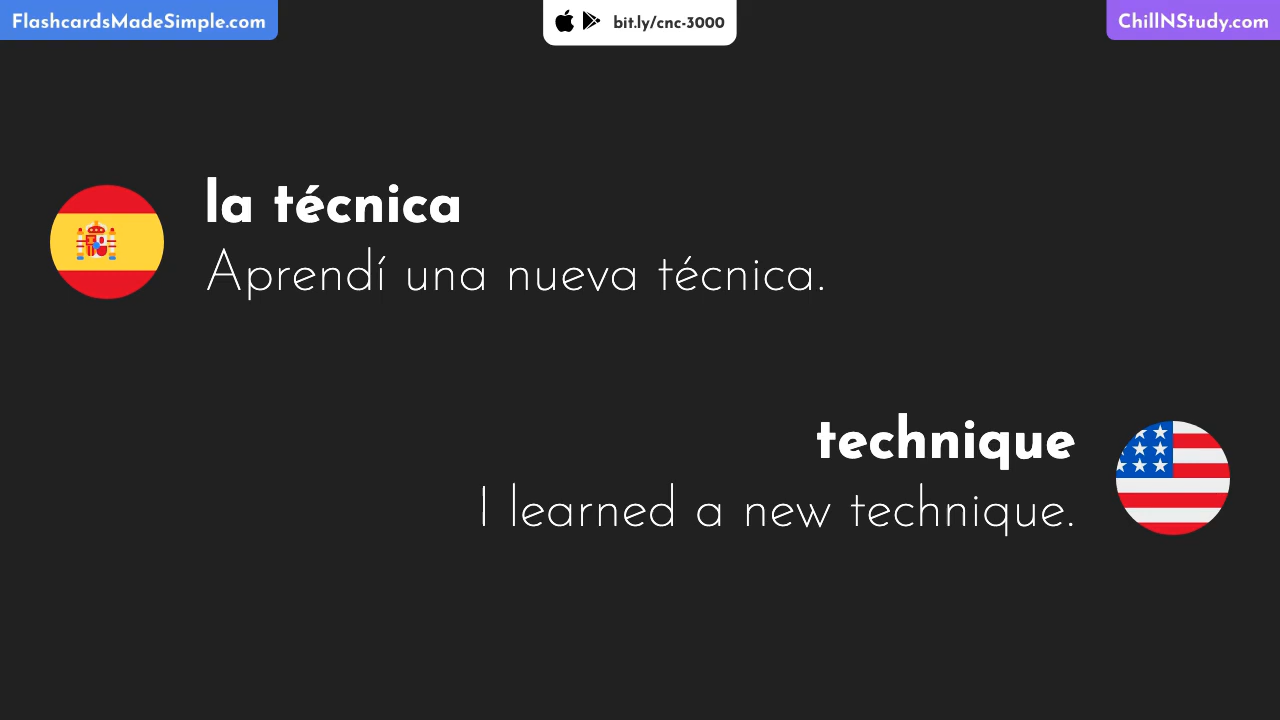 FlashcardsMadeSimple.com
bit.ly/cnc-3000
ChillNStudy.com
la técnica
Aprendí una nueva técnica.
technique
I learned a new technique.